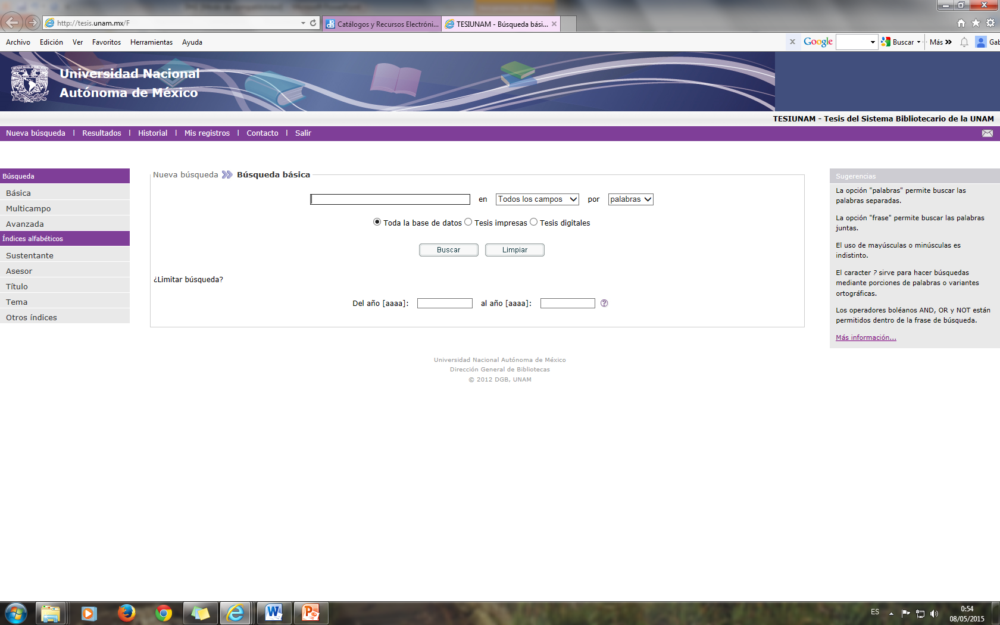 http://tesis.unam.mx/F
Catálogos y Recursos Electróni...
TESIUNAM - Búsqueda bási...
Archivo Edición Ver Favoritos Herramientas Ayuda
x Google Buscar Más Gab
Universidad Nacional
Autónoma de México
TESIUNAM - Tesis del Sistema Bibliotecario de la UNAM
Nueva búsqueda | Resultados | Historial | Mis registros | Contacto | Salir
Búsqueda
Básica
Multicampo
Avanzada
Índices alfabéticos
Sustentante
Asesor
Título
Tema
Otros índices
Nueva búsqueda Búsqueda básica
en Todos los campos por palabras
Toda la base de datos Tesis impresas Tesis digitales
Buscar Limpiar
¿Limitar búsqueda?
Del año [aaaa]: al año [aaaa]: ?
Sugerencias
La opción "palabras" permite buscar las
palabras separadas.
La opción "frase" permite buscar las palabras
juntas.
El uso de mayúsculas o minúsculas es
indistinto.
El caracter ? sirve para hacer búsquedas
mediante porciones de palabras o variantes
ortográficas.
Los operadores boléanos AND, OR y NOT están
permitidos dentro de la frase de búsqueda.
Más información...
Universidad Nacional Autónoma de México
Dirección General de Bibliotecas
© 2012 DGB, UNAM
ES
0:54
08/05/2015